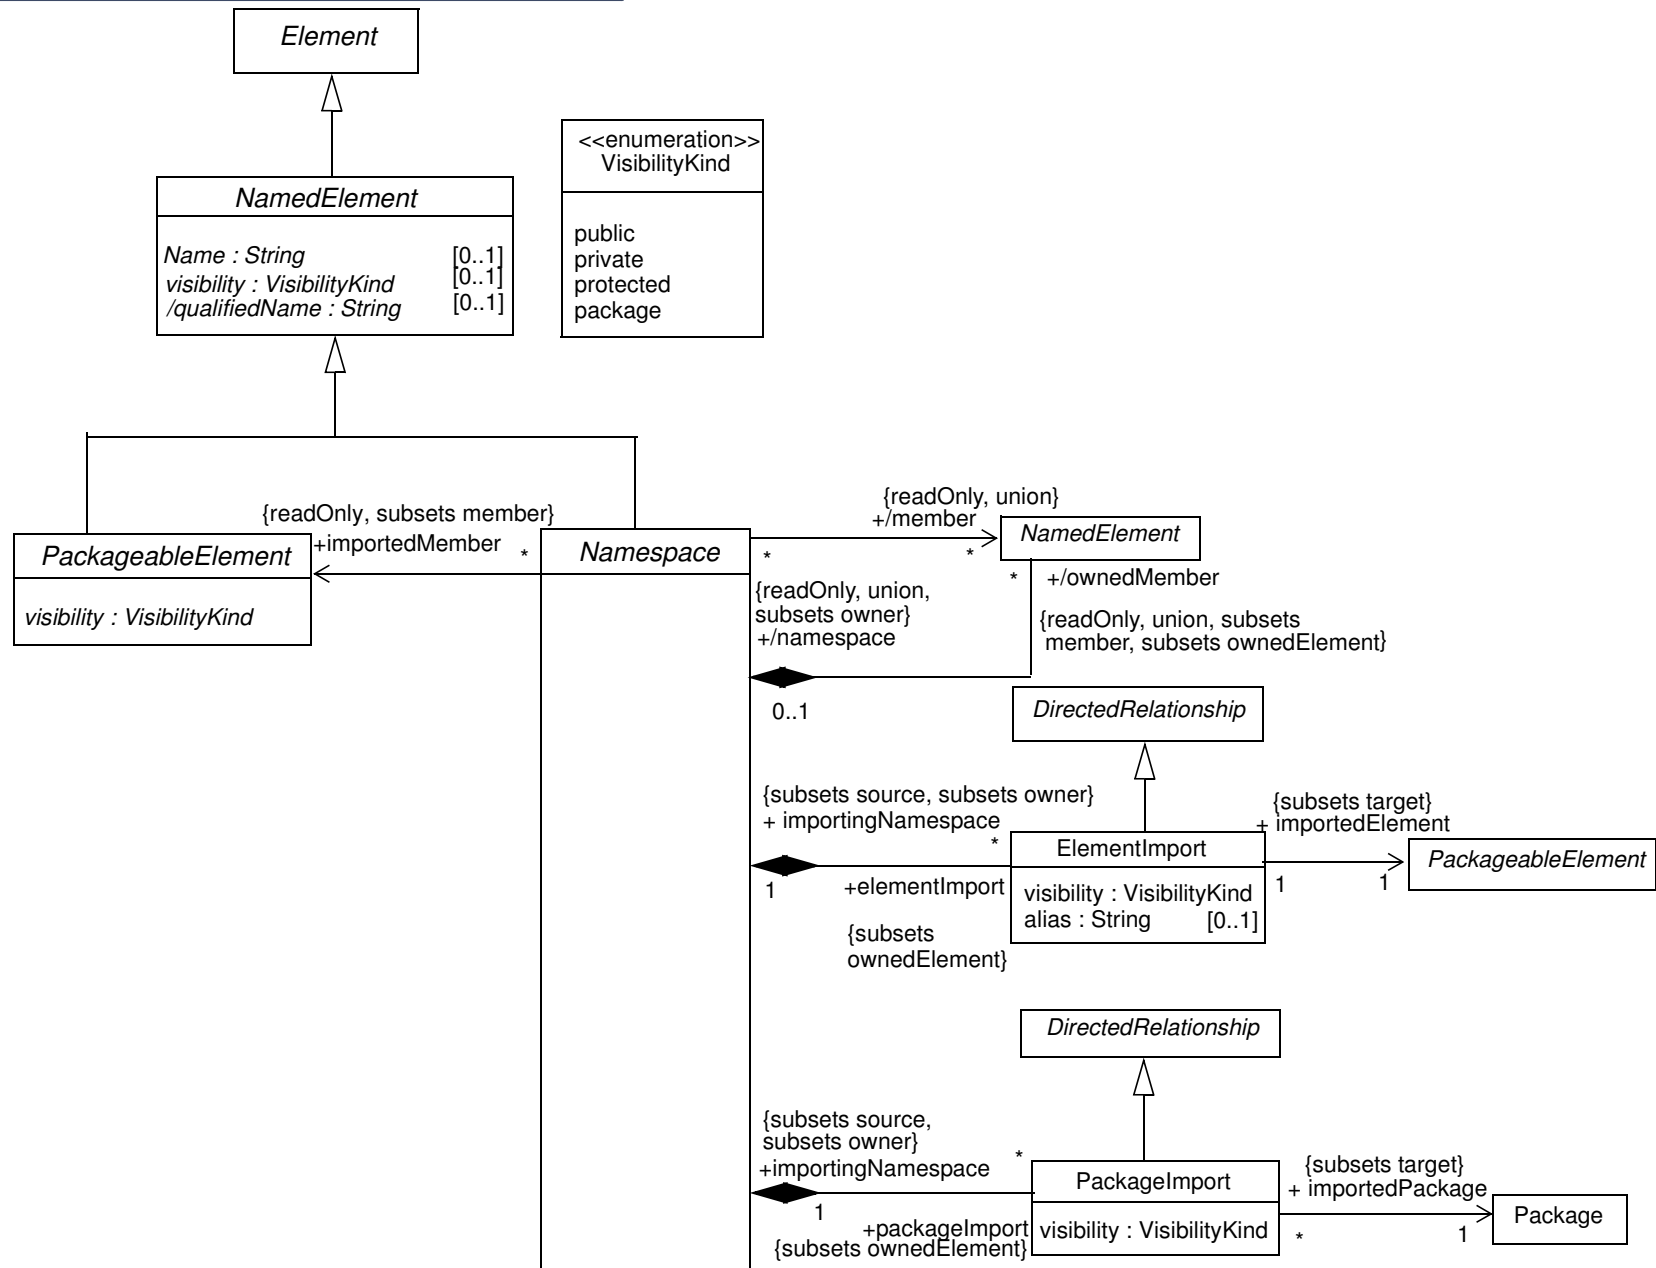 Element
<<enumeration>>
VisibilityKind
public
private
protected
package
NamedElement
Name : String [0..1]
visibility : VisibilityKind [0..1]
/qualifiedName : String [0..1]
{readOnly, subsets member}
+importedMember *
PackageableElement
visibility : VisibilityKind
Namespace
{readOnly, union}
+/member
* *
NamedElement
* +/ownedMember
{readOnly, union, subsets
member, subsets ownedElement}
{readOnly, union,
subsets owner}
+/namespace
0..1
DirectedRelationship
{subsets source, subsets owner}
+ importingNamespace
*
1 +elementImport
{subsets
ownedElement}
ElementImport
visibility : VisibilityKind
alias : String [0..1]
{subsets target}
+ importedElement
1 1
PackageableElement
DirectedRelationship
{subsets source,
subsets owner}
+importingNamespace
*
1
+packageImport
{subsets ownedElement}
PackageImport
visibility : VisibilityKind
{subsets target}
+ importedPackage
* 1
Package